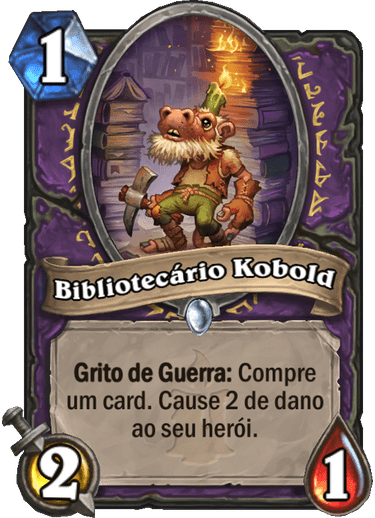 1
Bibliotecário Kobold
Grito de Guerra: Compre
um card. Cause 2 de dano
ao seu herói.
2
1